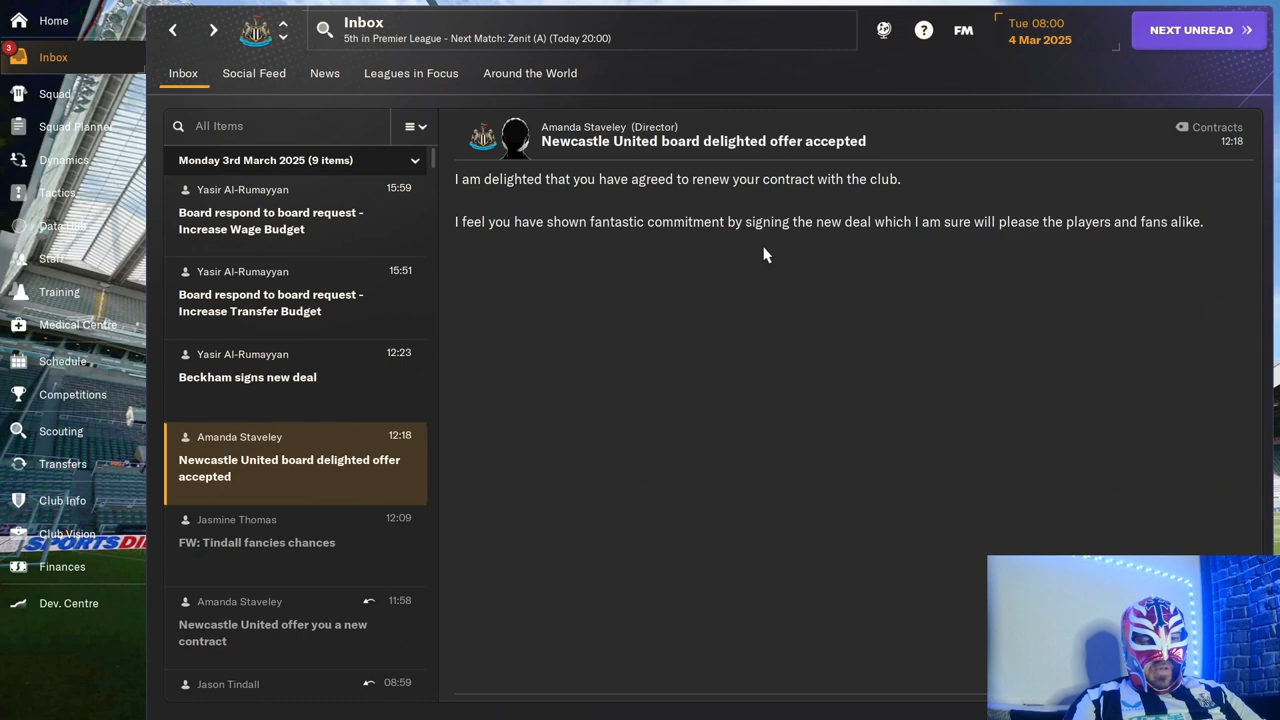 Home
3
Inbox
Squad
Squad Planner
Dynamics
Tactics
Staff
Training
Medical Centre
Schedule
Competitions
Scouting
Transfers
Club Info
Club Vision
SPORTS DI
Finances
Dev. Centre
Inbox
5th in Premier League - Next Match: Zenit (A) (Today 20:00)
?
FM
Tue 08:00
4 Mar 2025
NEXT UNREAD
Inbox
Social Feed
News
Leagues in Focus
Around the World
All Items
Monday 3rd March 2025 (9 items)
Yasir Al-Rumayyan
15:59
Board respond to board request -
Increase Wage Budget
Yasir Al-Rumayyan
15:51
Board respond to board request -
Increase Transfer Budget
Yasir Al-Rumayyan
12:23
Beckham signs new deal
Amanda Staveley
12:18
Newcastle United board delighted offer
accepted
Jasmine Thomas
12:09
FW: Tindall fancies chances
Amanda Staveley
11:58
Newcastle United offer you a new
contract
Jason Tindall
08:59
Amanda Staveley (Director)
Newcastle United board delighted offer accepted
Contracts
12:18
I am delighted that you have agreed to renew your contract with the club.
I feel you have shown fantastic commitment by signing the new deal which I am sure will please the players and fans alike.